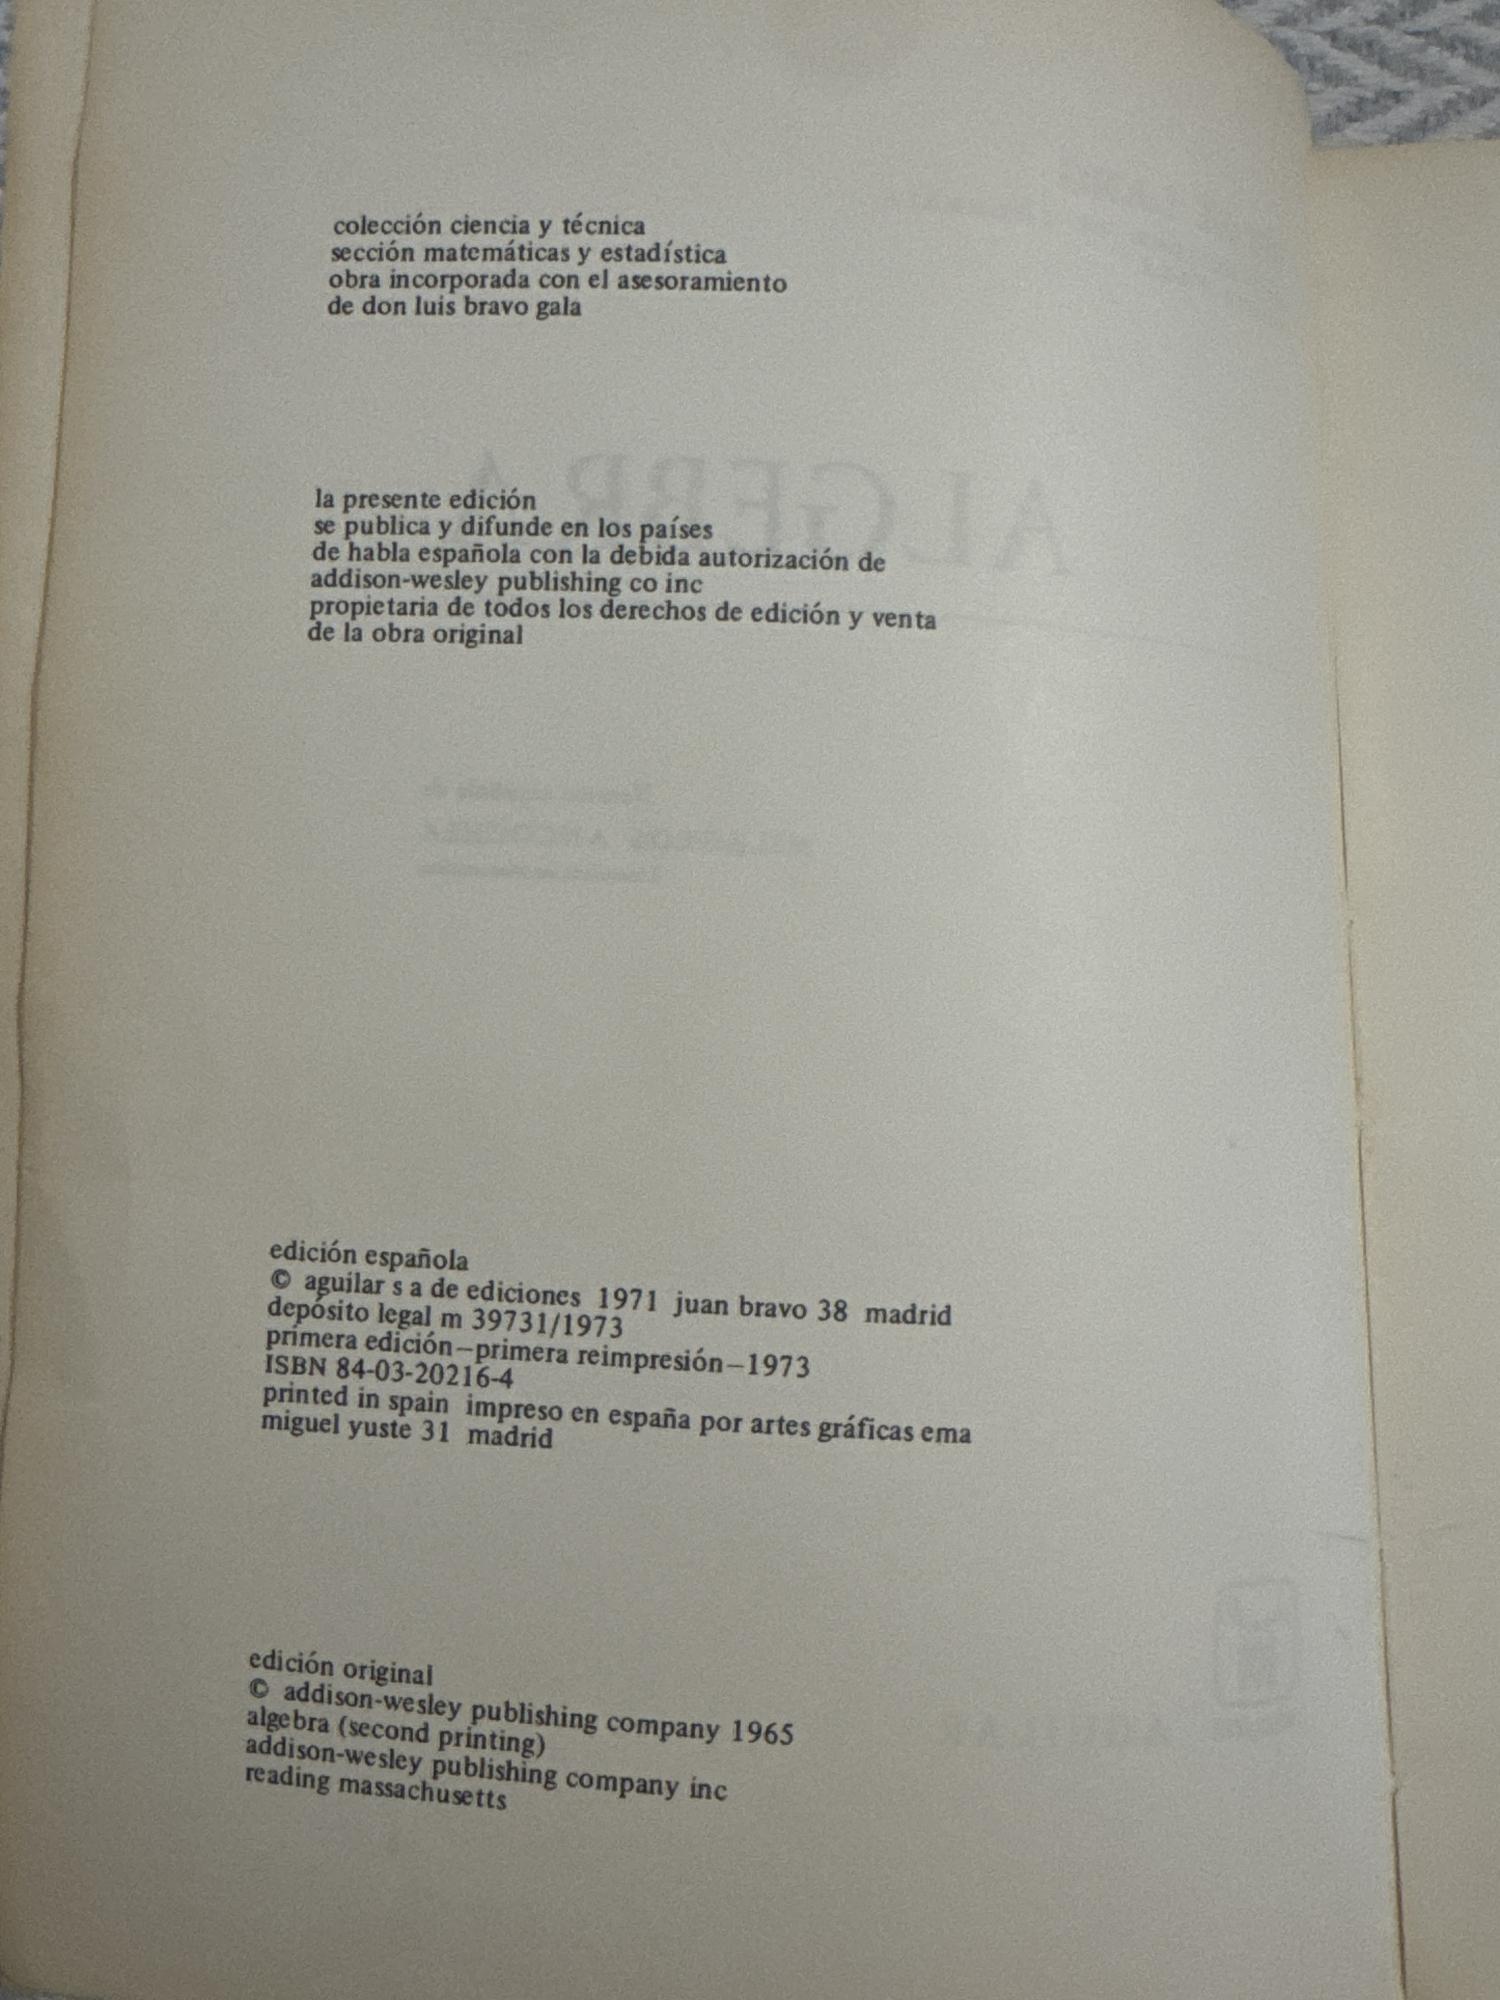 colección ciencia y técnica
sección matemáticas y estadística
obra incorporada con el asesoramiento
de don luis bravo gala
la presente edición
se publica y difunde en los países
de habla española con la debida autorización de
addison-wesley publishing co inc
propietaria de todos los derechos de edición y venta
de la obra original
edición española
© aguilar s a de ediciones 1971 juan bravo 38 madrid
depósito legal m 39731/1973
primera edición–primera reimpresión–1973
ISBN 84-03-20216-4
printed in spain impreso en españa por artes gráficas ema
miguel yuste 31 madrid
edición original
© addison-wesley publishing company 1965
algebra (second printing)
addison-wesley publishing company inc
reading massachusetts